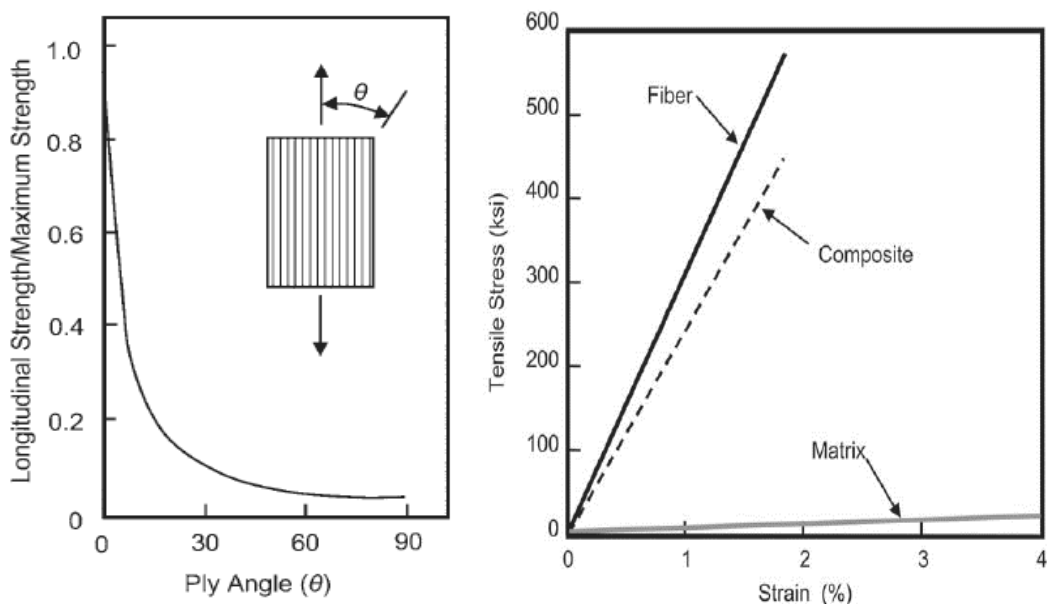 Longitudinal Strength/Maximum Strength
1.0
0.8
0.6
0.4
0.2
0
0 30 60 90
Ply Angle (θ)
θ
Tensile Stress (ksi)
600
500
400
300
200
100
0
0 1 2 3 4
Strain (%)
Fiber
Composite
Matrix